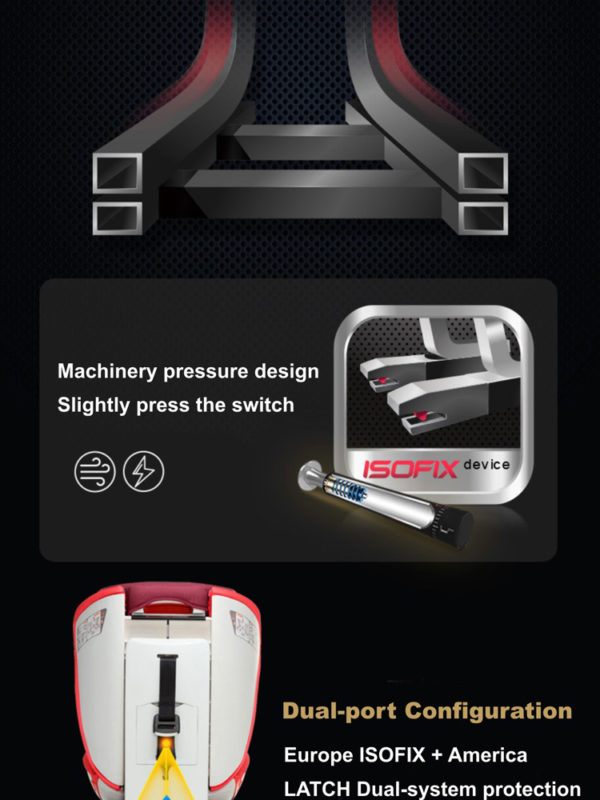 Machinery pressure design
Slightly press the switch
ISOFIX device
Dual-port Configuration
Europe ISOFIX + America
LATCH Dual-system protection